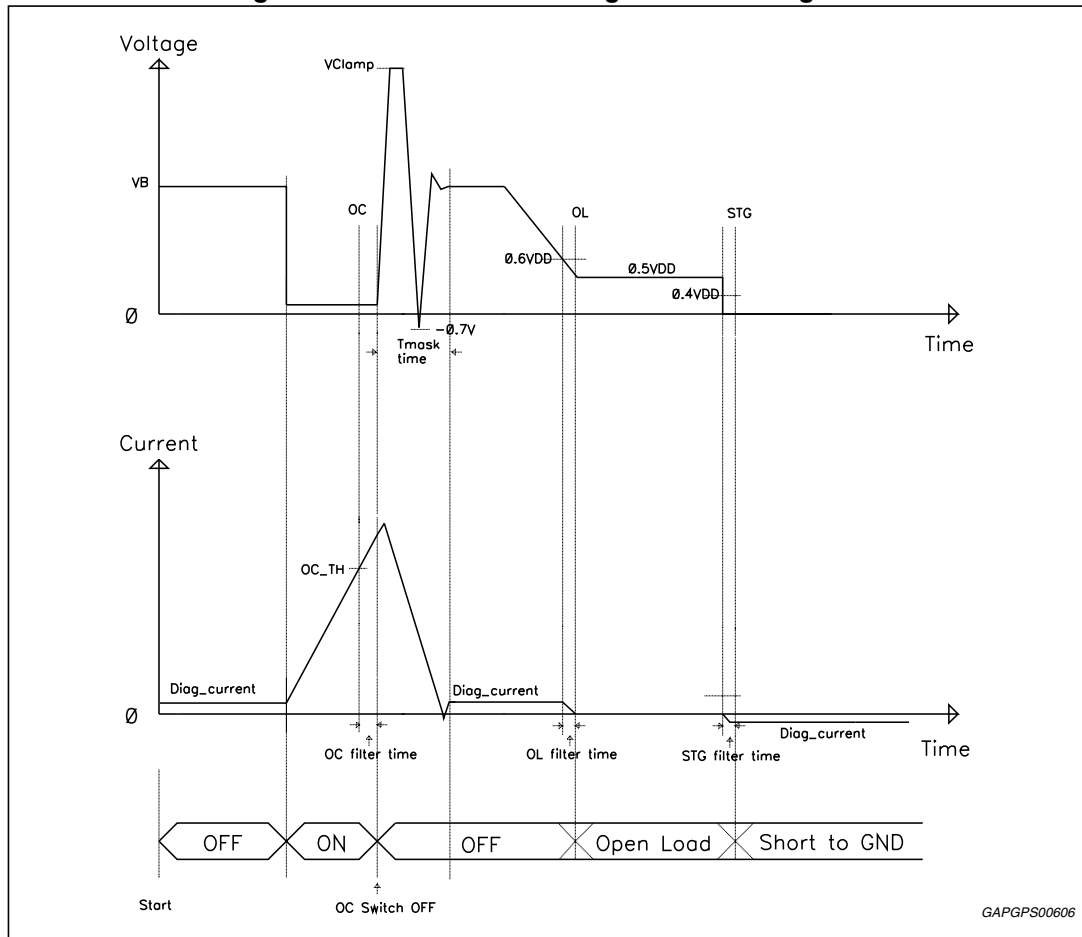 Voltage
VClamp
VB
OC
OL
STG
0.6VDD
0.5VDD
0.4VDD
Ø
-0.7V
Tmask
time
Time
Current
OC_TH
Diag_current
Diag_current
Ø
Diag_current
Time
OC filter time
OL filter time
STG filter time
OFF
ON
OFF
Open Load
Short to GND
Start
OC Switch OFF
GAPGPS00606